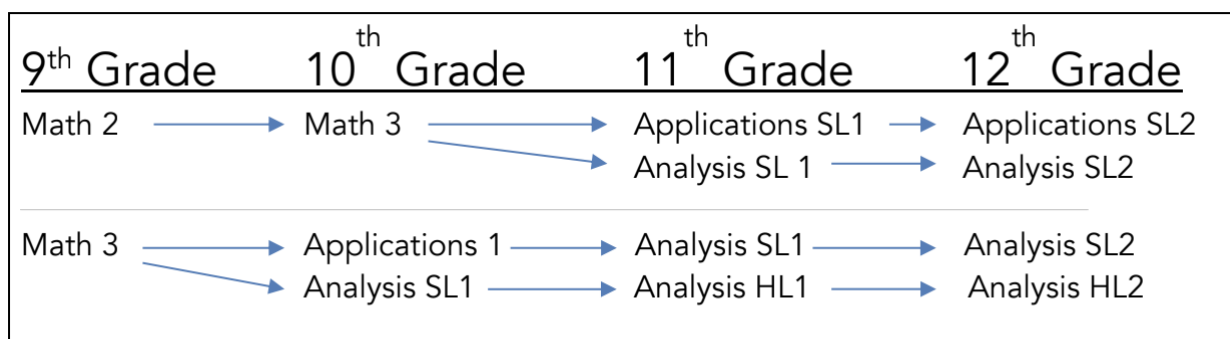 9th Grade 10th Grade 11th Grade 12th Grade
Math 2 Math 3 Applications SL1 Applications SL2
Analysis SL 1 Analysis SL2
Math 3 Applications 1 Analysis SL1 Analysis SL2
Analysis SL1 Analysis HL1 Analysis HL2